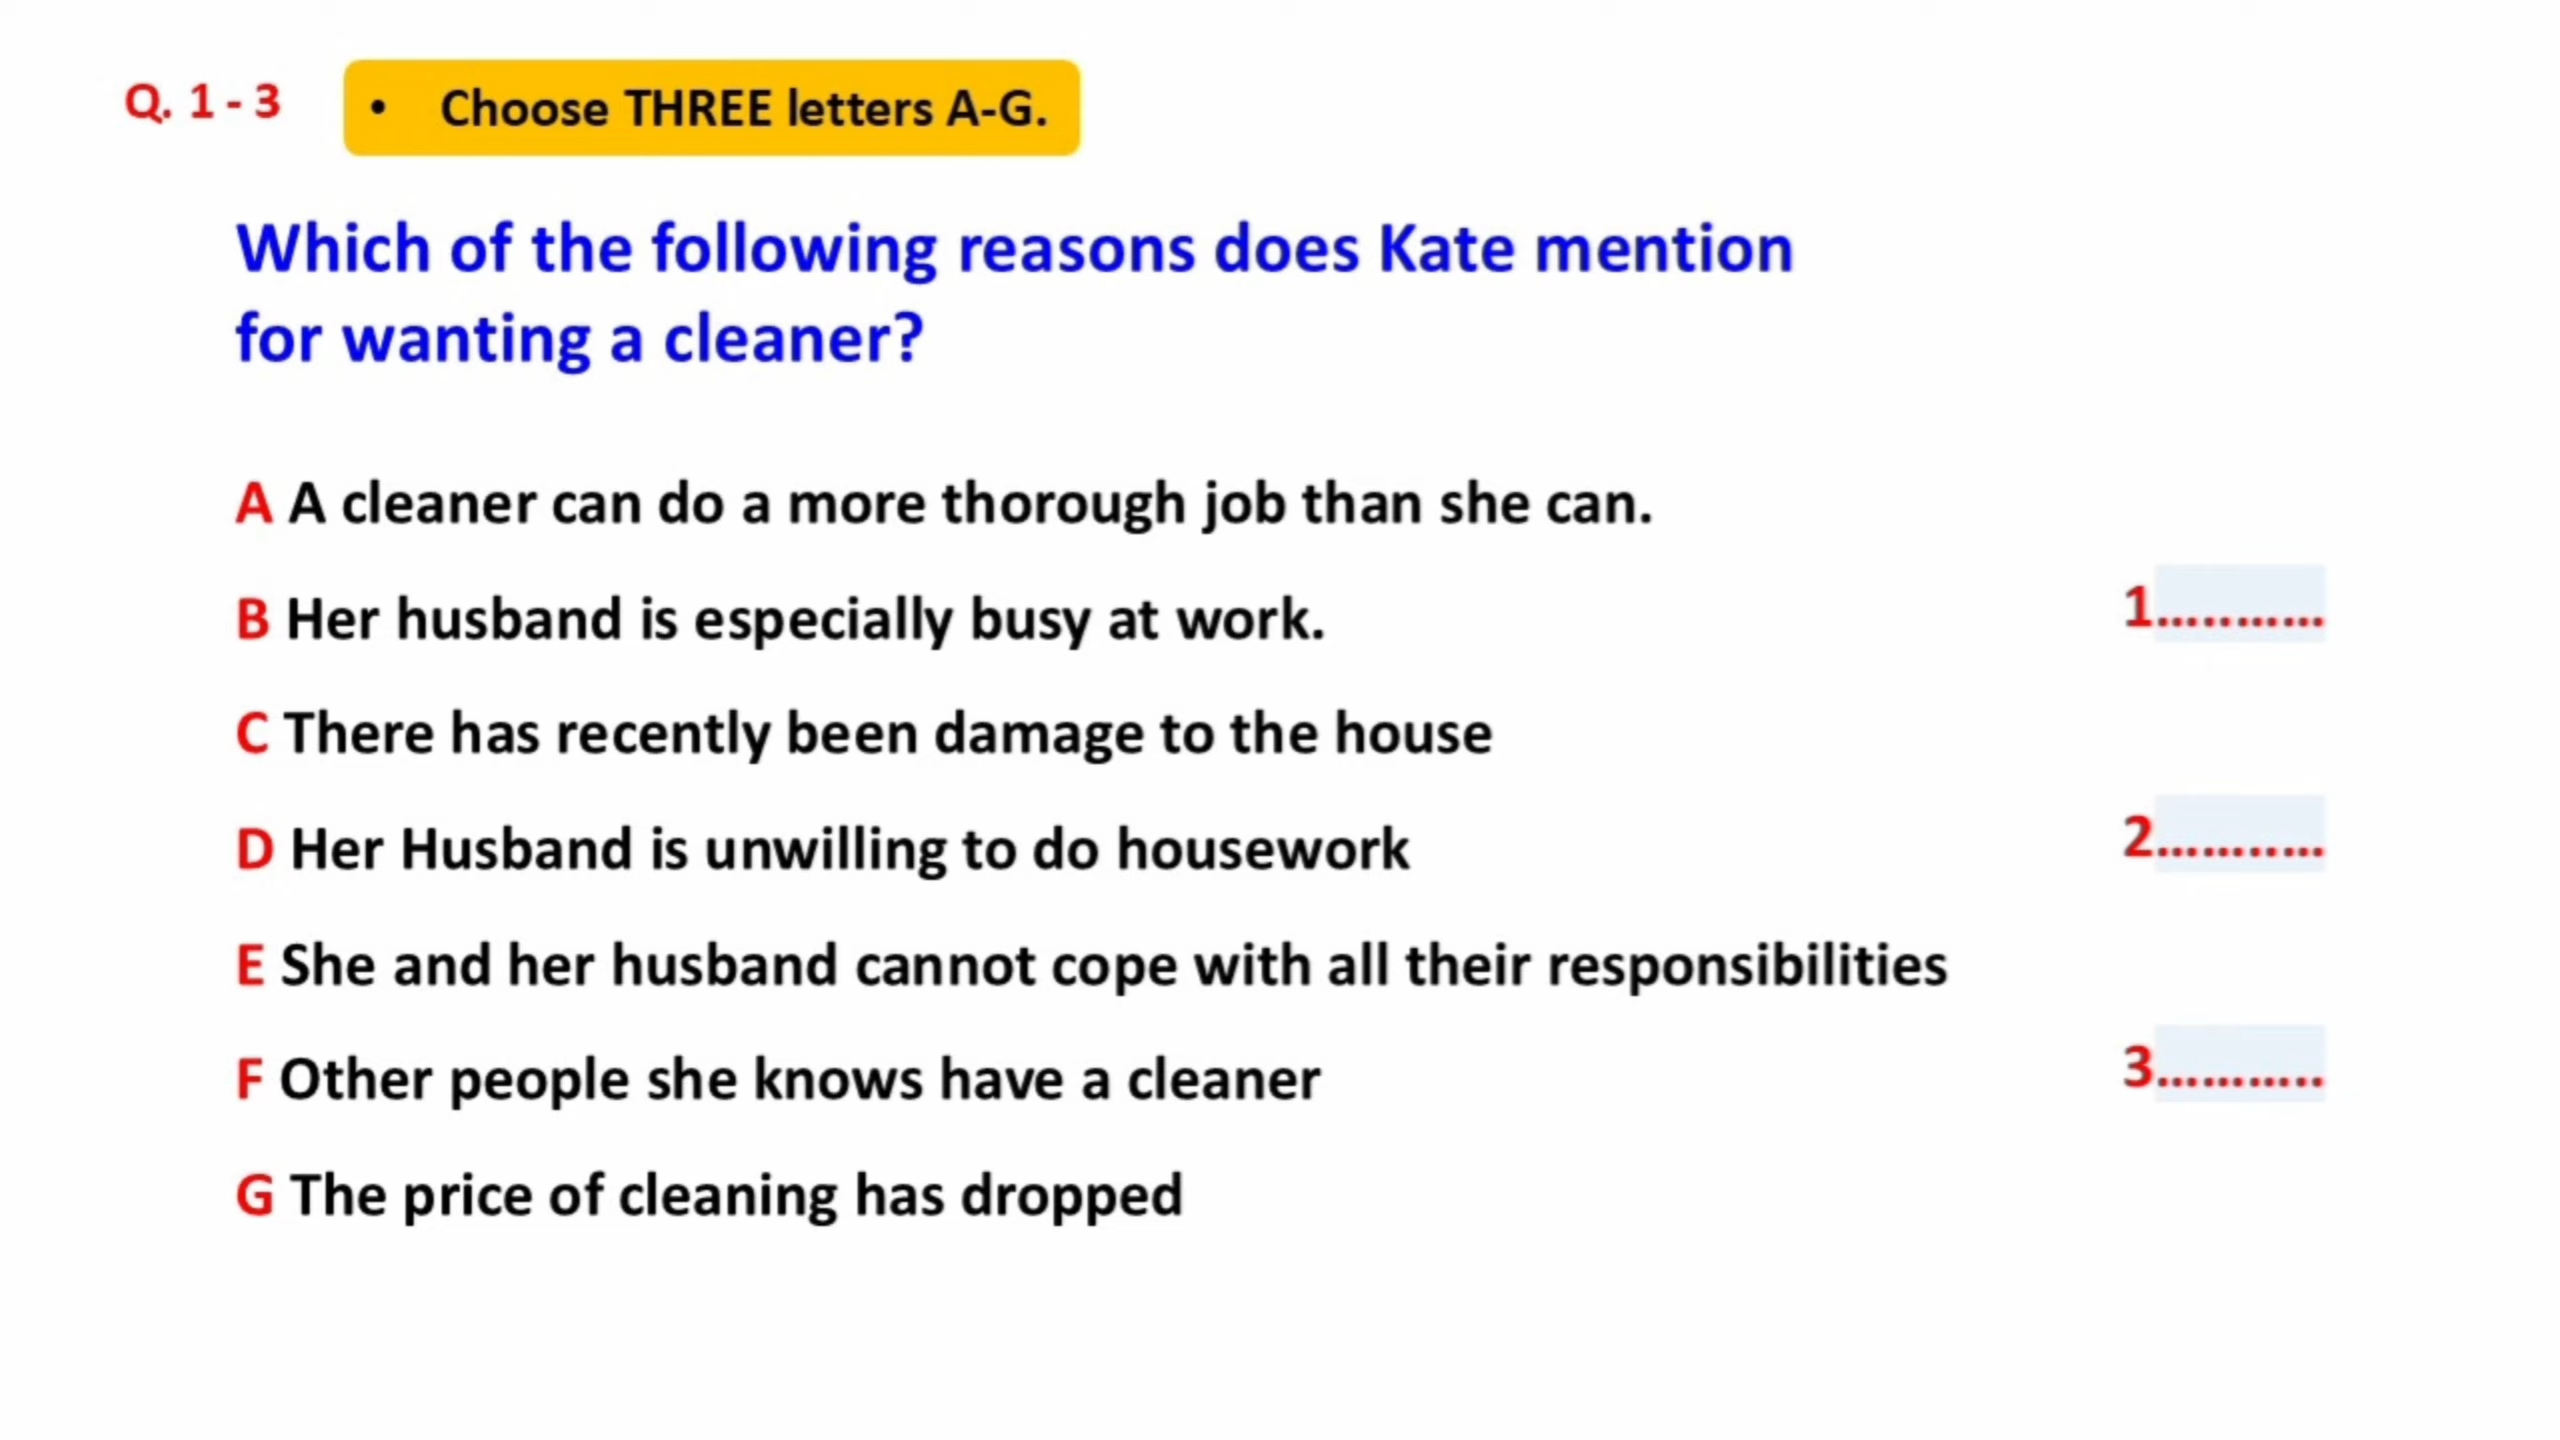 Q. 1 - 3
• Choose THREE letters A-G.
Which of the following reasons does Kate mention
for wanting a cleaner?
A A cleaner can do a more thorough job than she can.
B Her husband is especially busy at work.
1...........
C There has recently been damage to the house
D Her Husband is unwilling to do housework
2...........
E She and her husband cannot cope with all their responsibilities
F Other people she knows have a cleaner
3...........
G The price of cleaning has dropped